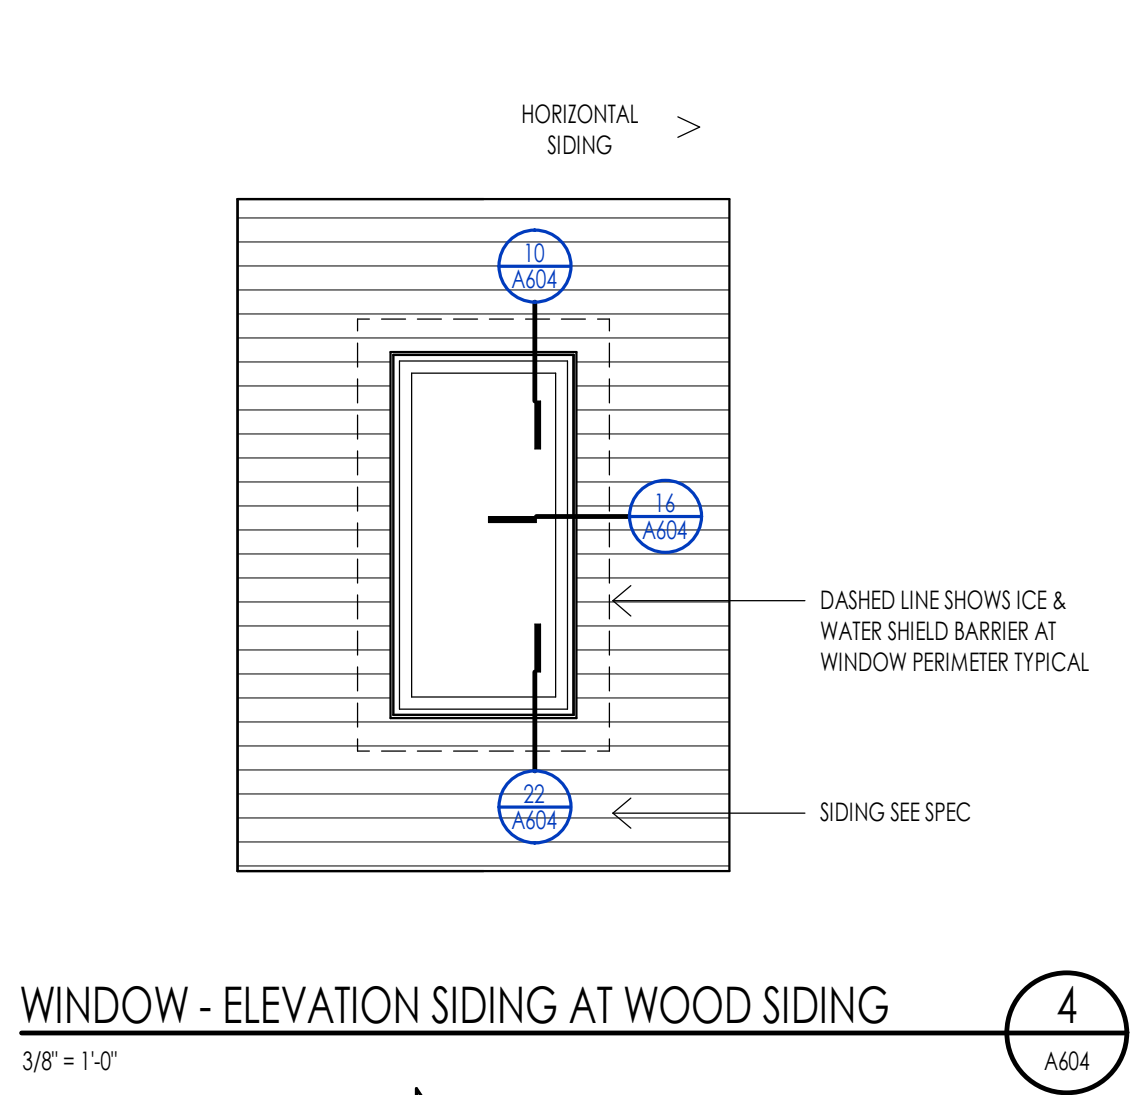 HORIZONTAL
SIDING
>
10
A604
16
A604
DASHED LINE SHOWS ICE &
WATER SHIELD BARRIER AT
WINDOW PERIMETER TYPICAL
22
A604
SIDING SEE SPEC
WINDOW - ELEVATION SIDING AT WOOD SIDING
4
3/8" = 1'-0"
A604